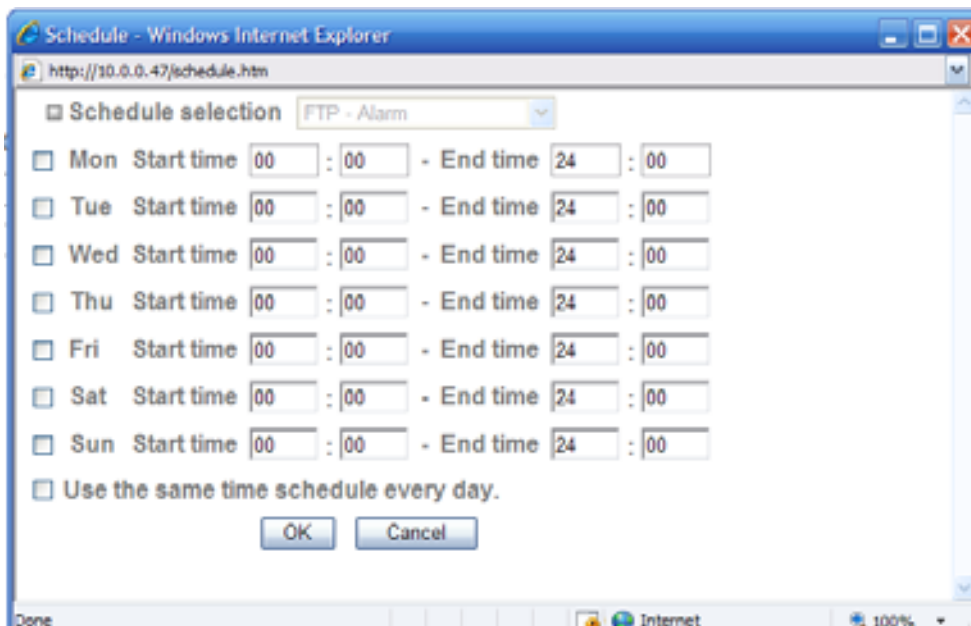 Schedule - Windows Internet Explorer
http://10.0.0.47/schedule.htm
Schedule selection FTP - Alarm
Mon Start time 00 : 00 - End time 24 : 00
Tue Start time 00 : 00 - End time 24 : 00
Wed Start time 00 : 00 - End time 24 : 00
Thu Start time 00 : 00 - End time 24 : 00
Fri Start time 00 : 00 - End time 24 : 00
Sat Start time 00 : 00 - End time 24 : 00
Sun Start time 00 : 00 - End time 24 : 00
Use the same time schedule every day.
OK Cancel
Done Internet 100%